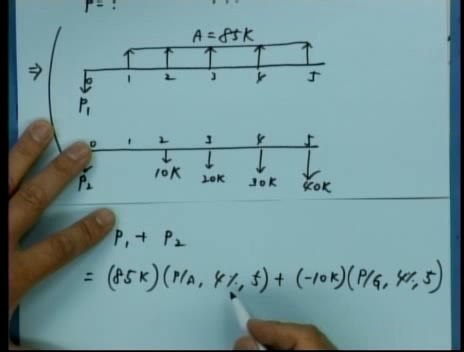 P = ?
A = 85K
⇒
0 1 2 3 4 5
P₁
0 1 2 3 4 5
P₂ 10K 20K 30K 40K
P₁ + P₂
= (85K)(P/A, 4%, 5) + (-10K)(P/G, 4%, 5)